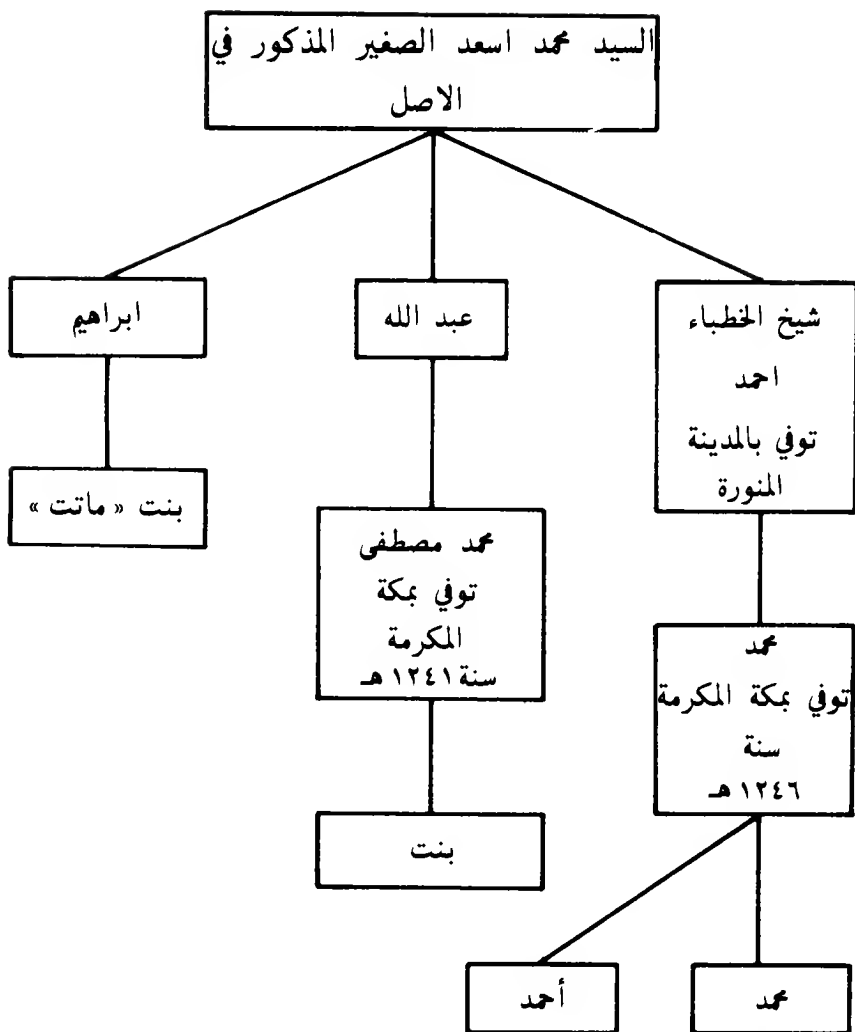 السيد محمد اسعد الصغير المذكور في
الاصل
شيخ الخطباء
احمد
توفي بالمدينة
المنورة
عبد الله
ابراهيم
بنت « ماتت »
محمد مصطفى
توفي بمكة
المكرمة
سنة ١٢٤١ هـ
محمد
توفي بمكة المكرمة
سنة
١٢٤٦ هـ
بنت
محمد
أحمد